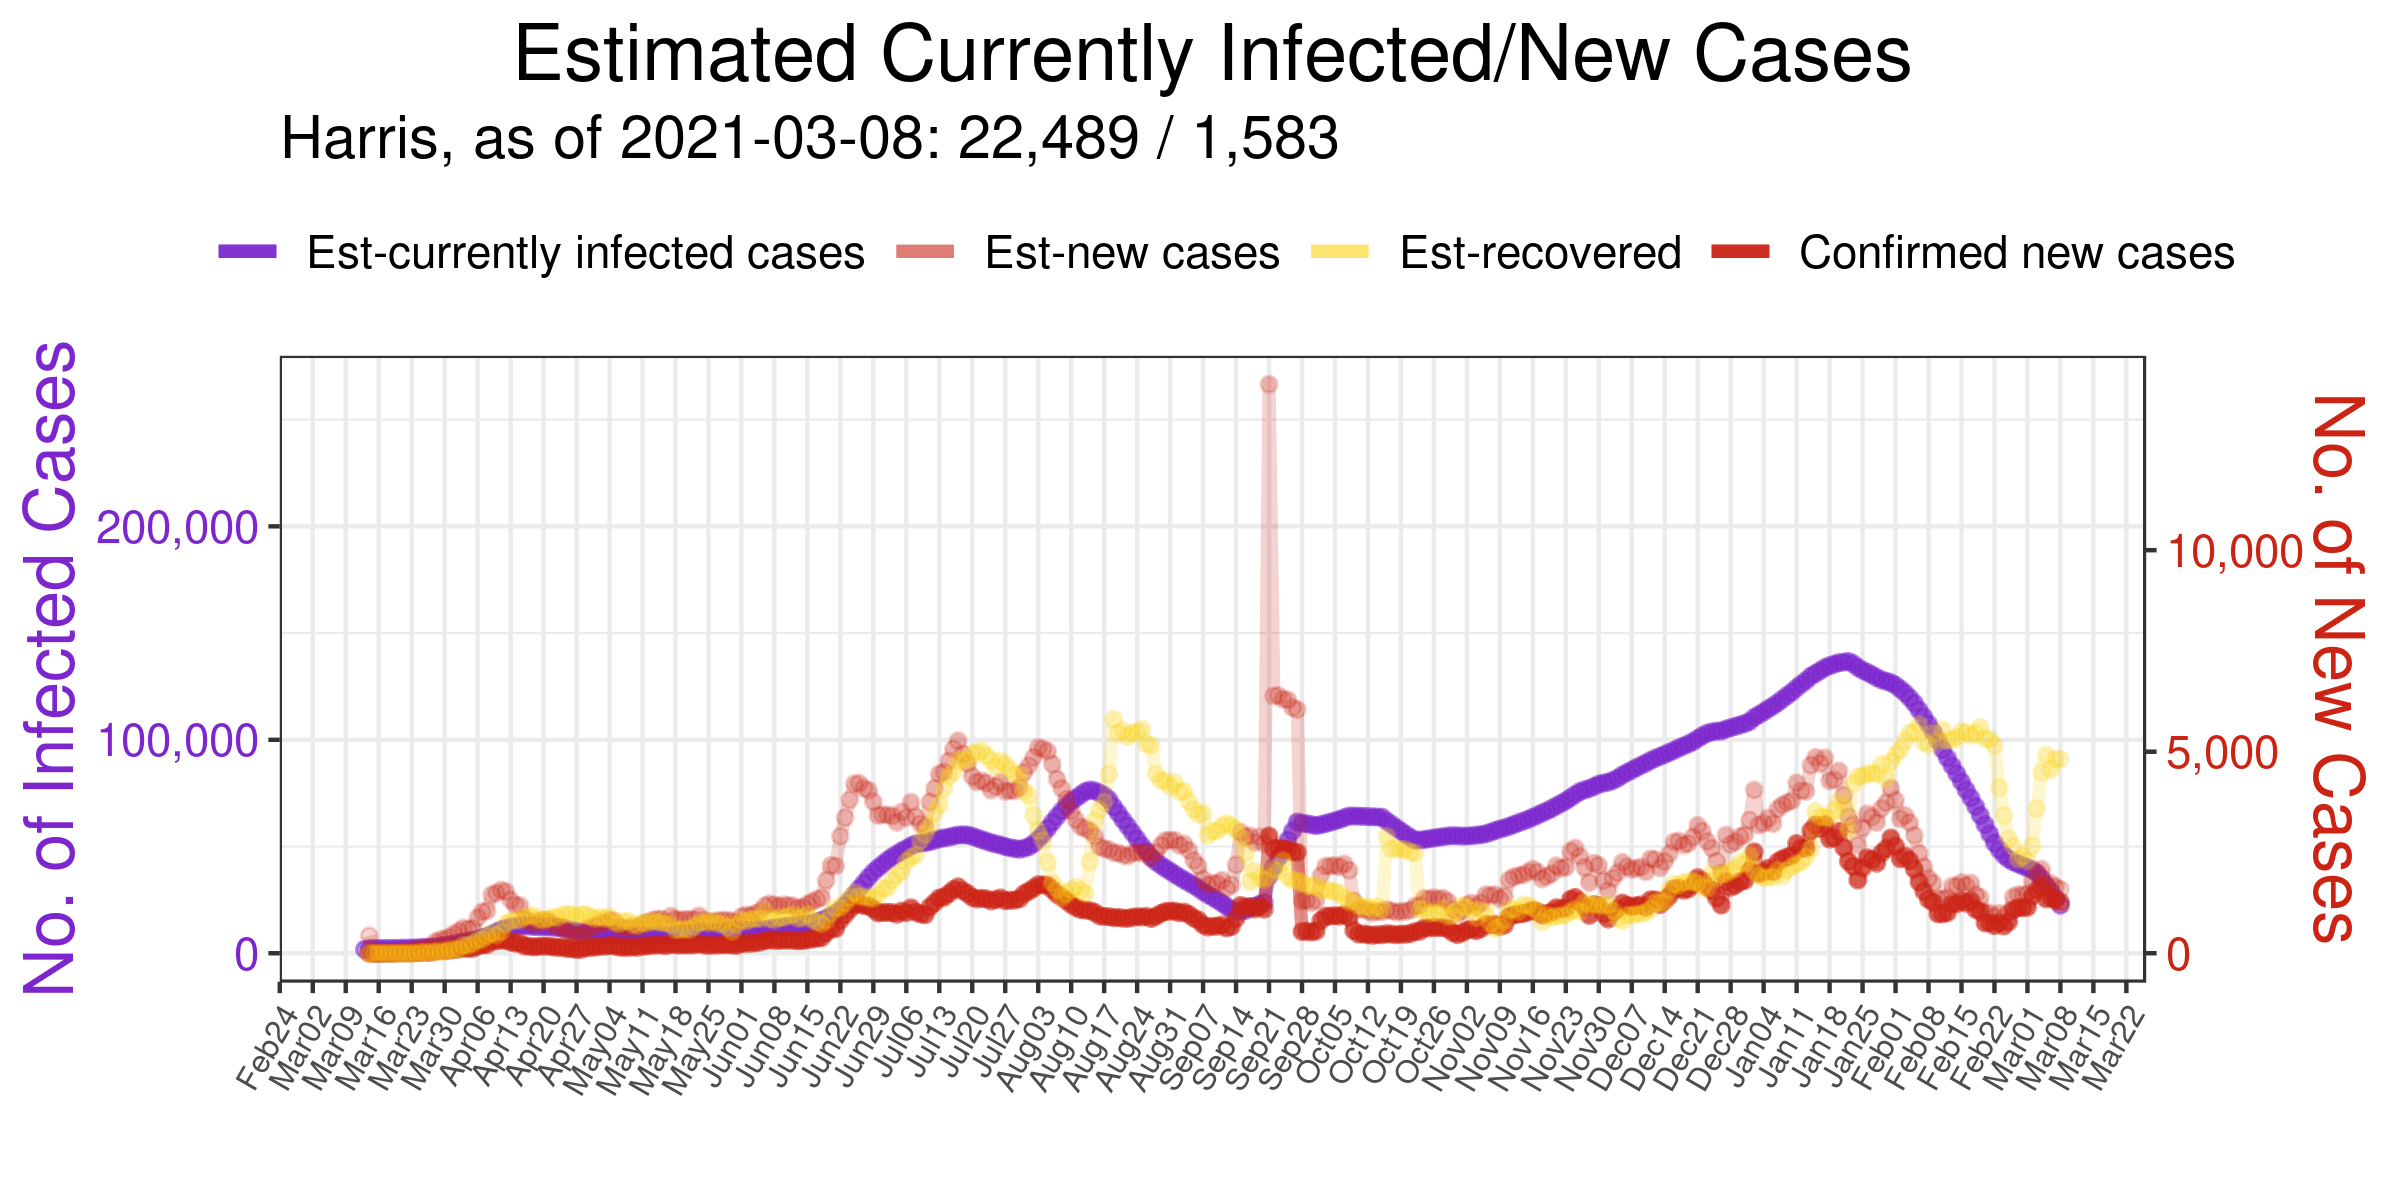 Estimated Currently Infected/New Cases
Harris, as of 2021-03-08: 22,489 / 1,583
Est-currently infected cases
Est-new cases
Est-recovered
Confirmed new cases
No. of Infected Cases
200,000
100,000
0
10,000
5,000
0
No. of New Cases
Feb24
Mar02
Mar09
Mar16
Mar23
Mar30
Apr06
Apr13
Apr20
Apr27
May04
May11
May18
May25
Jun01
Jun08
Jun15
Jun22
Jun29
Jul06
Jul13
Jul20
Jul27
Aug03
Aug10
Aug17
Aug24
Aug31
Sep07
Sep14
Sep21
Sep28
Oct05
Oct12
Oct19
Oct26
Nov02
Nov09
Nov16
Nov23
Nov30
Dec07
Dec14
Dec21
Dec28
Jan04
Jan11
Jan18
Jan25
Feb01
Feb08
Feb15
Feb22
Mar01
Mar08
Mar15
Mar22